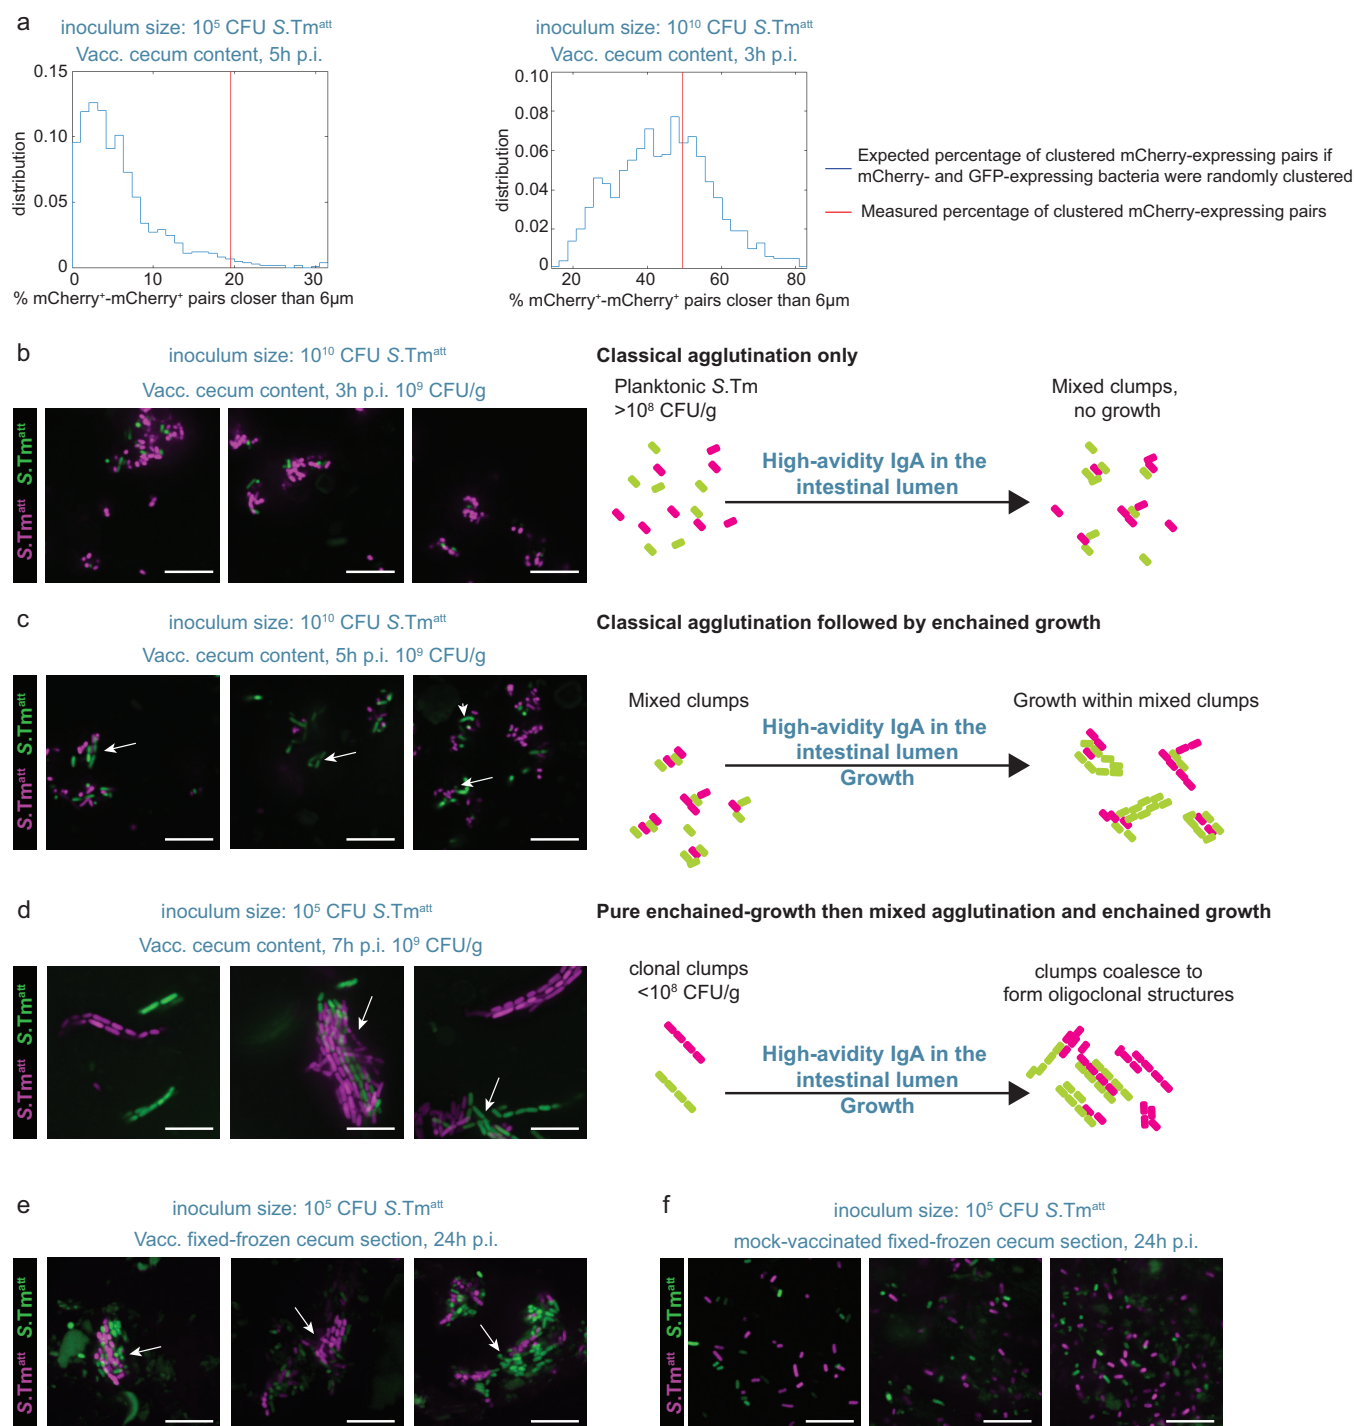 a
inoculum size: 10⁵ CFU S.Tmᵃᵗᵗ
Vacc. cecum content, 5h p.i.
0.15
0.10
0.05
0
distribution
0 10 20 30
% mCherry⁺-mCherry⁺ pairs closer than 6µm
inoculum size: 10¹⁰ CFU S.Tmᵃᵗᵗ
Vacc. cecum content, 3h p.i.
0.10
0.08
0.06
0.04
0.02
0.00
distribution
20 40 60 80
% mCherry⁺-mCherry⁺ pairs closer than 6µm
Expected percentage of clustered mCherry-expressing pairs if
mCherry- and GFP-expressing bacteria were randomly clustered
Measured percentage of clustered mCherry-expressing pairs
b
inoculum size: 10¹⁰ CFU S.Tmᵃᵗᵗ
Vacc. cecum content, 3h p.i. 10⁹ CFU/g
S.Tmᵃᵗᵗ S.Tmᵃᵗᵗ
Classical agglutination only
Planktonic S.Tm
>10⁸ CFU/g
High-avidity IgA in the
intestinal lumen
Mixed clumps,
no growth
c
inoculum size: 10¹⁰ CFU S.Tmᵃᵗᵗ
Vacc. cecum content, 5h p.i. 10⁹ CFU/g
S.Tmᵃᵗᵗ S.Tmᵃᵗᵗ
Classical agglutination followed by enchained growth
Mixed clumps
High-avidity IgA in the
intestinal lumen
Growth
Growth within mixed clumps
d
inoculum size: 10⁵ CFU S.Tmᵃᵗᵗ
Vacc. cecum content, 7h p.i. 10⁹ CFU/g
S.Tmᵃᵗᵗ S.Tmᵃᵗᵗ
Pure enchained-growth then mixed agglutination and enchained growth
clonal clumps
<10⁸ CFU/g
High-avidity IgA in the
intestinal lumen
Growth
clumps coalesce to
form oligoclonal structures
e
inoculum size: 10⁵ CFU S.Tmᵃᵗᵗ
Vacc. fixed-frozen cecum section, 24h p.i.
S.Tmᵃᵗᵗ S.Tmᵃᵗᵗ
f
inoculum size: 10⁵ CFU S.Tmᵃᵗᵗ
mock-vaccinated fixed-frozen cecum section, 24h p.i.
S.Tmᵃᵗᵗ S.Tmᵃᵗᵗ